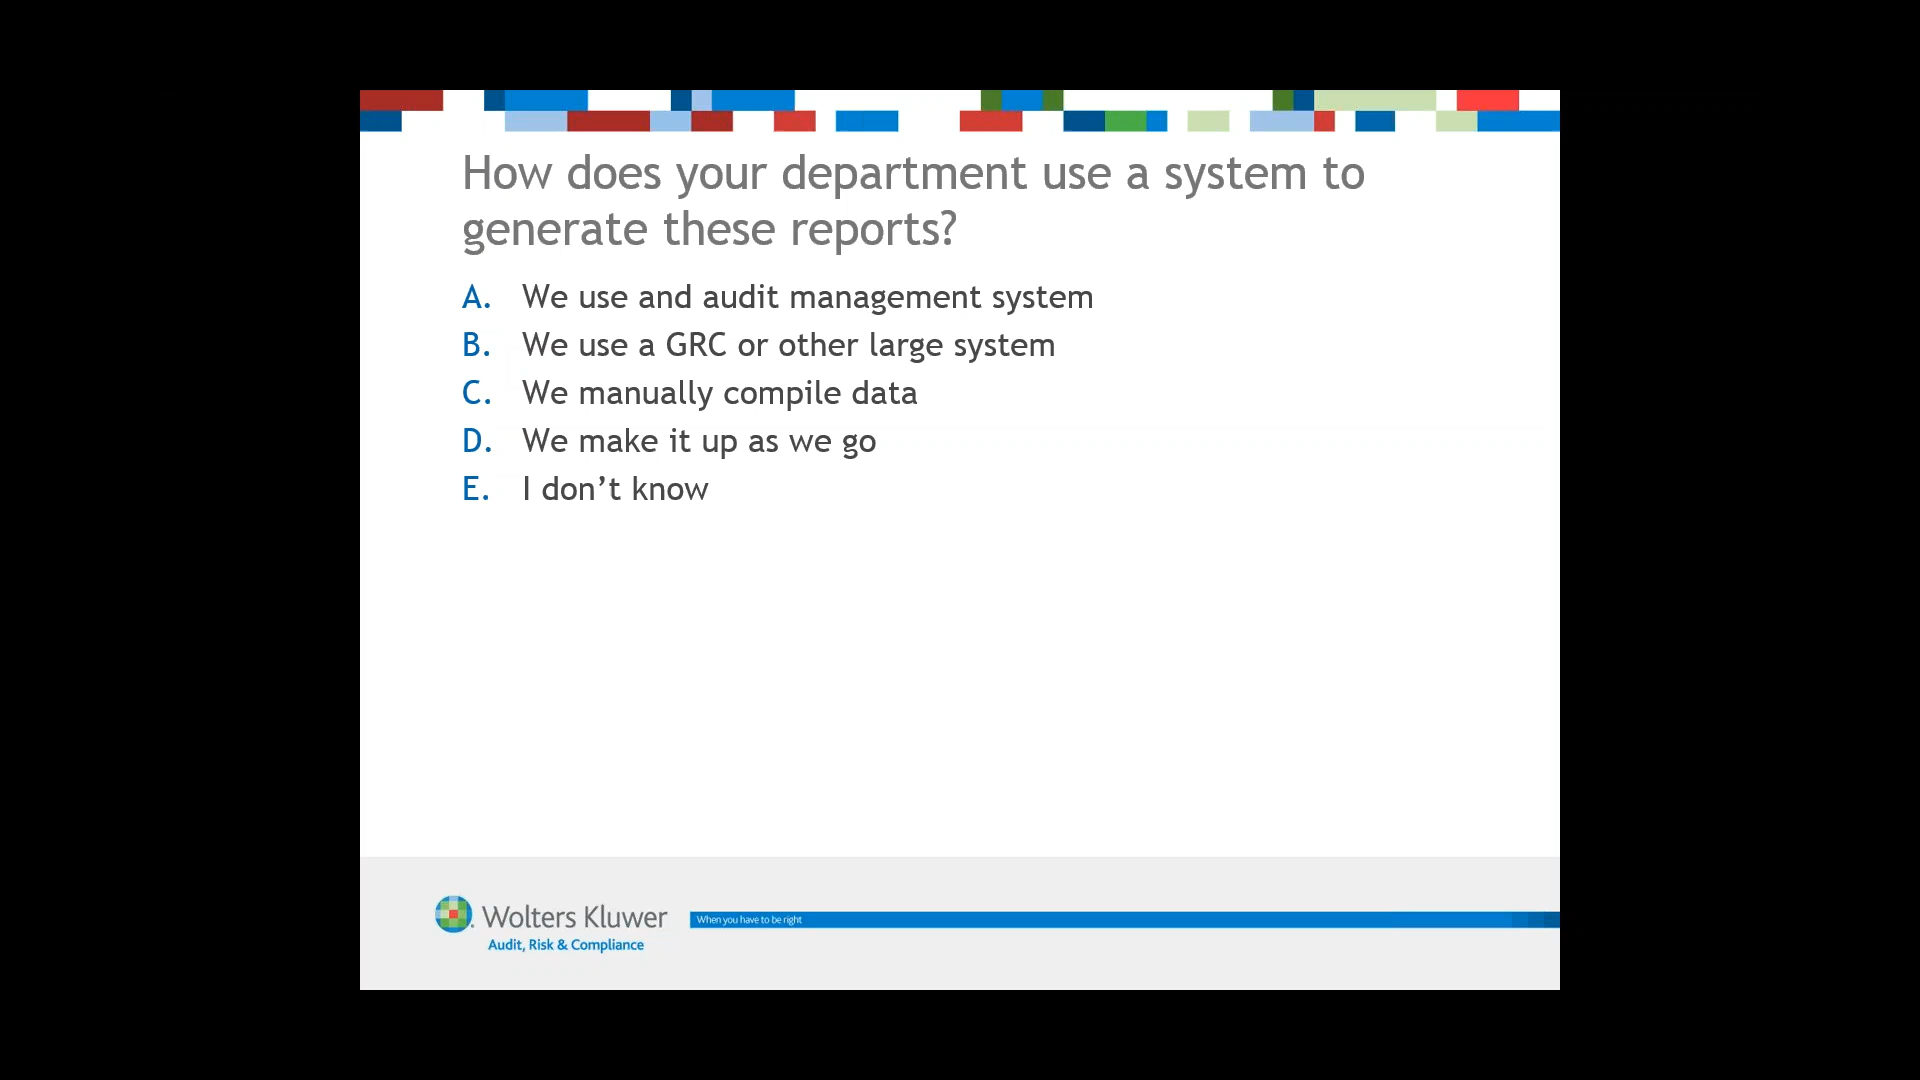 How does your department use a system to
generate these reports?
A. We use and audit management system
B. We use a GRC or other large system
C. We manually compile data
D. We make it up as we go
E. I don’t know
Wolters Kluwer
When you have to be right
Audit, Risk & Compliance